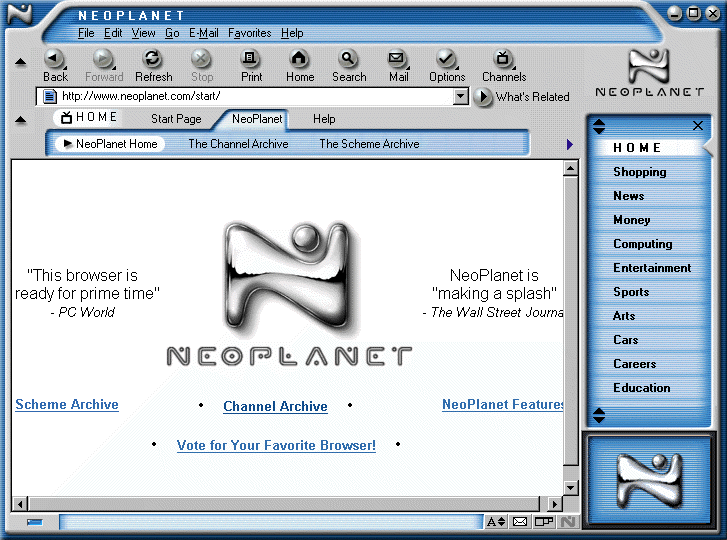 NEOPLANET
File Edit View Go E-Mail Favorites Help
Back Forward Refresh Stop Print Home Search Mail Options Channels
NEOPLANET
http://www.neoplanet.com/start/ What's Related
HOME Start Page NeoPlanet Help
NeoPlanet Home The Channel Archive The Scheme Archive
HOME
Shopping
News
Money
Computing
Entertainment
Sports
Arts
Cars
Careers
Education
"This browser is
ready for prime time"
- PC World
NeoPlanet is
"making a splash"
- The Wall Street Journa
NEOPLANET
Scheme Archive • Channel Archive • NeoPlanet Features
• Vote for Your Favorite Browser! •
A